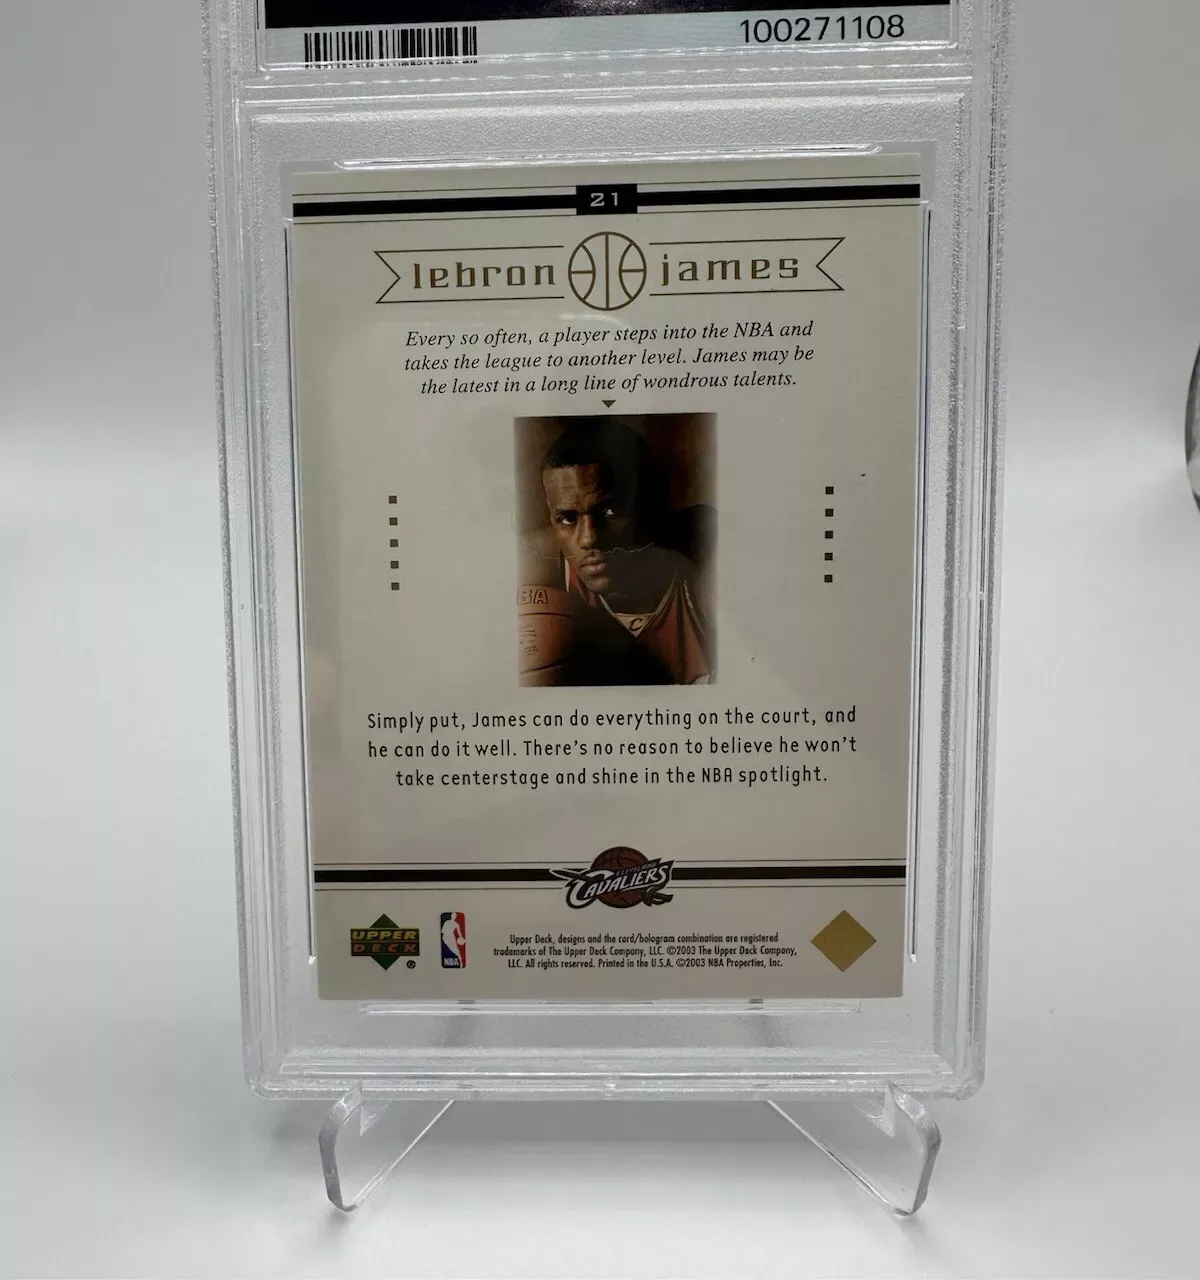 100271108
21
lebron james
Every so often, a player steps into the NBA and
takes the league to another level. James may be
the latest in a long line of wondrous talents.
BA
C
Simply put, James can do everything on the court, and
he can do it well. There's no reason to believe he won't
take centerstage and shine in the NBA spotlight.
CLEVELAND
CAVALIERS
UPPER
DECK
®
NBA
Upper Deck, designs and the card/hologram combination are registered
trademarks of The Upper Deck Company, LLC. ©2003 The Upper Deck Company,
LLC. All rights reserved. Printed in the U.S.A. ©2003 NBA Properties, Inc.